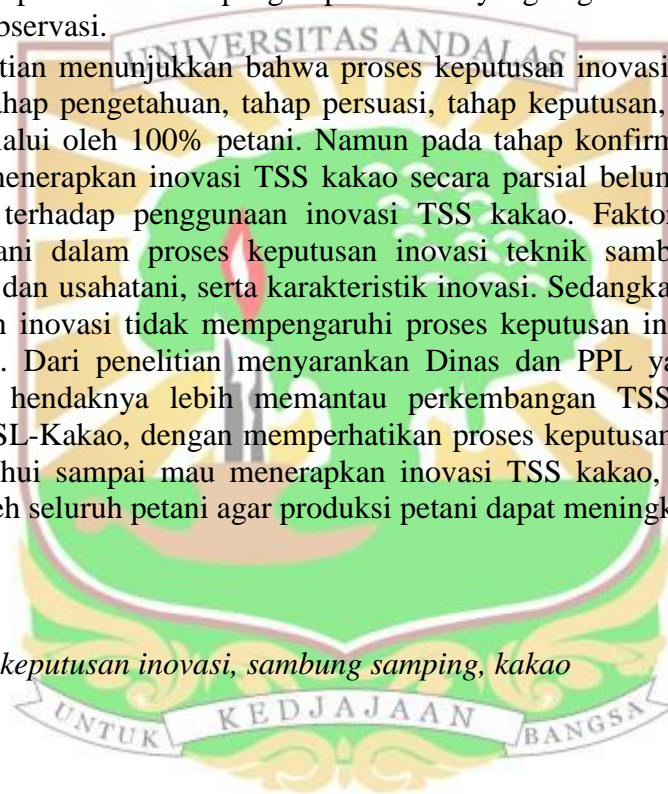 bservasi.
UNIVERSITAS ANDALAS
tian menunjukkan bahwa proses keputusan inovasi
ahap pengetahuan, tahap persuasi, tahap keputusan,
lalui oleh 100% petani. Namun pada tahap konfirm
menerapkan inovasi TSS kakao secara parsial belum
terhadap penggunaan inovasi TSS kakao. Fakto
ani dalam proses keputusan inovasi teknik samb
dan usahatani, serta karakteristik inovasi. Sedangka
n inovasi tidak mempengaruhi proses keputusan in
. Dari penelitian menyarankan Dinas dan PPL ya
hendaknya lebih memantau perkembangan TSS
SL-Kakao, dengan memperhatikan proses keputusan
ahui sampai mau menerapkan inovasi TSS kakao,
eh seluruh petani agar produksi petani dapat meningk
keputusan inovasi, sambung samping, kakao
UNTUK KEDJAJAAN BANGSA